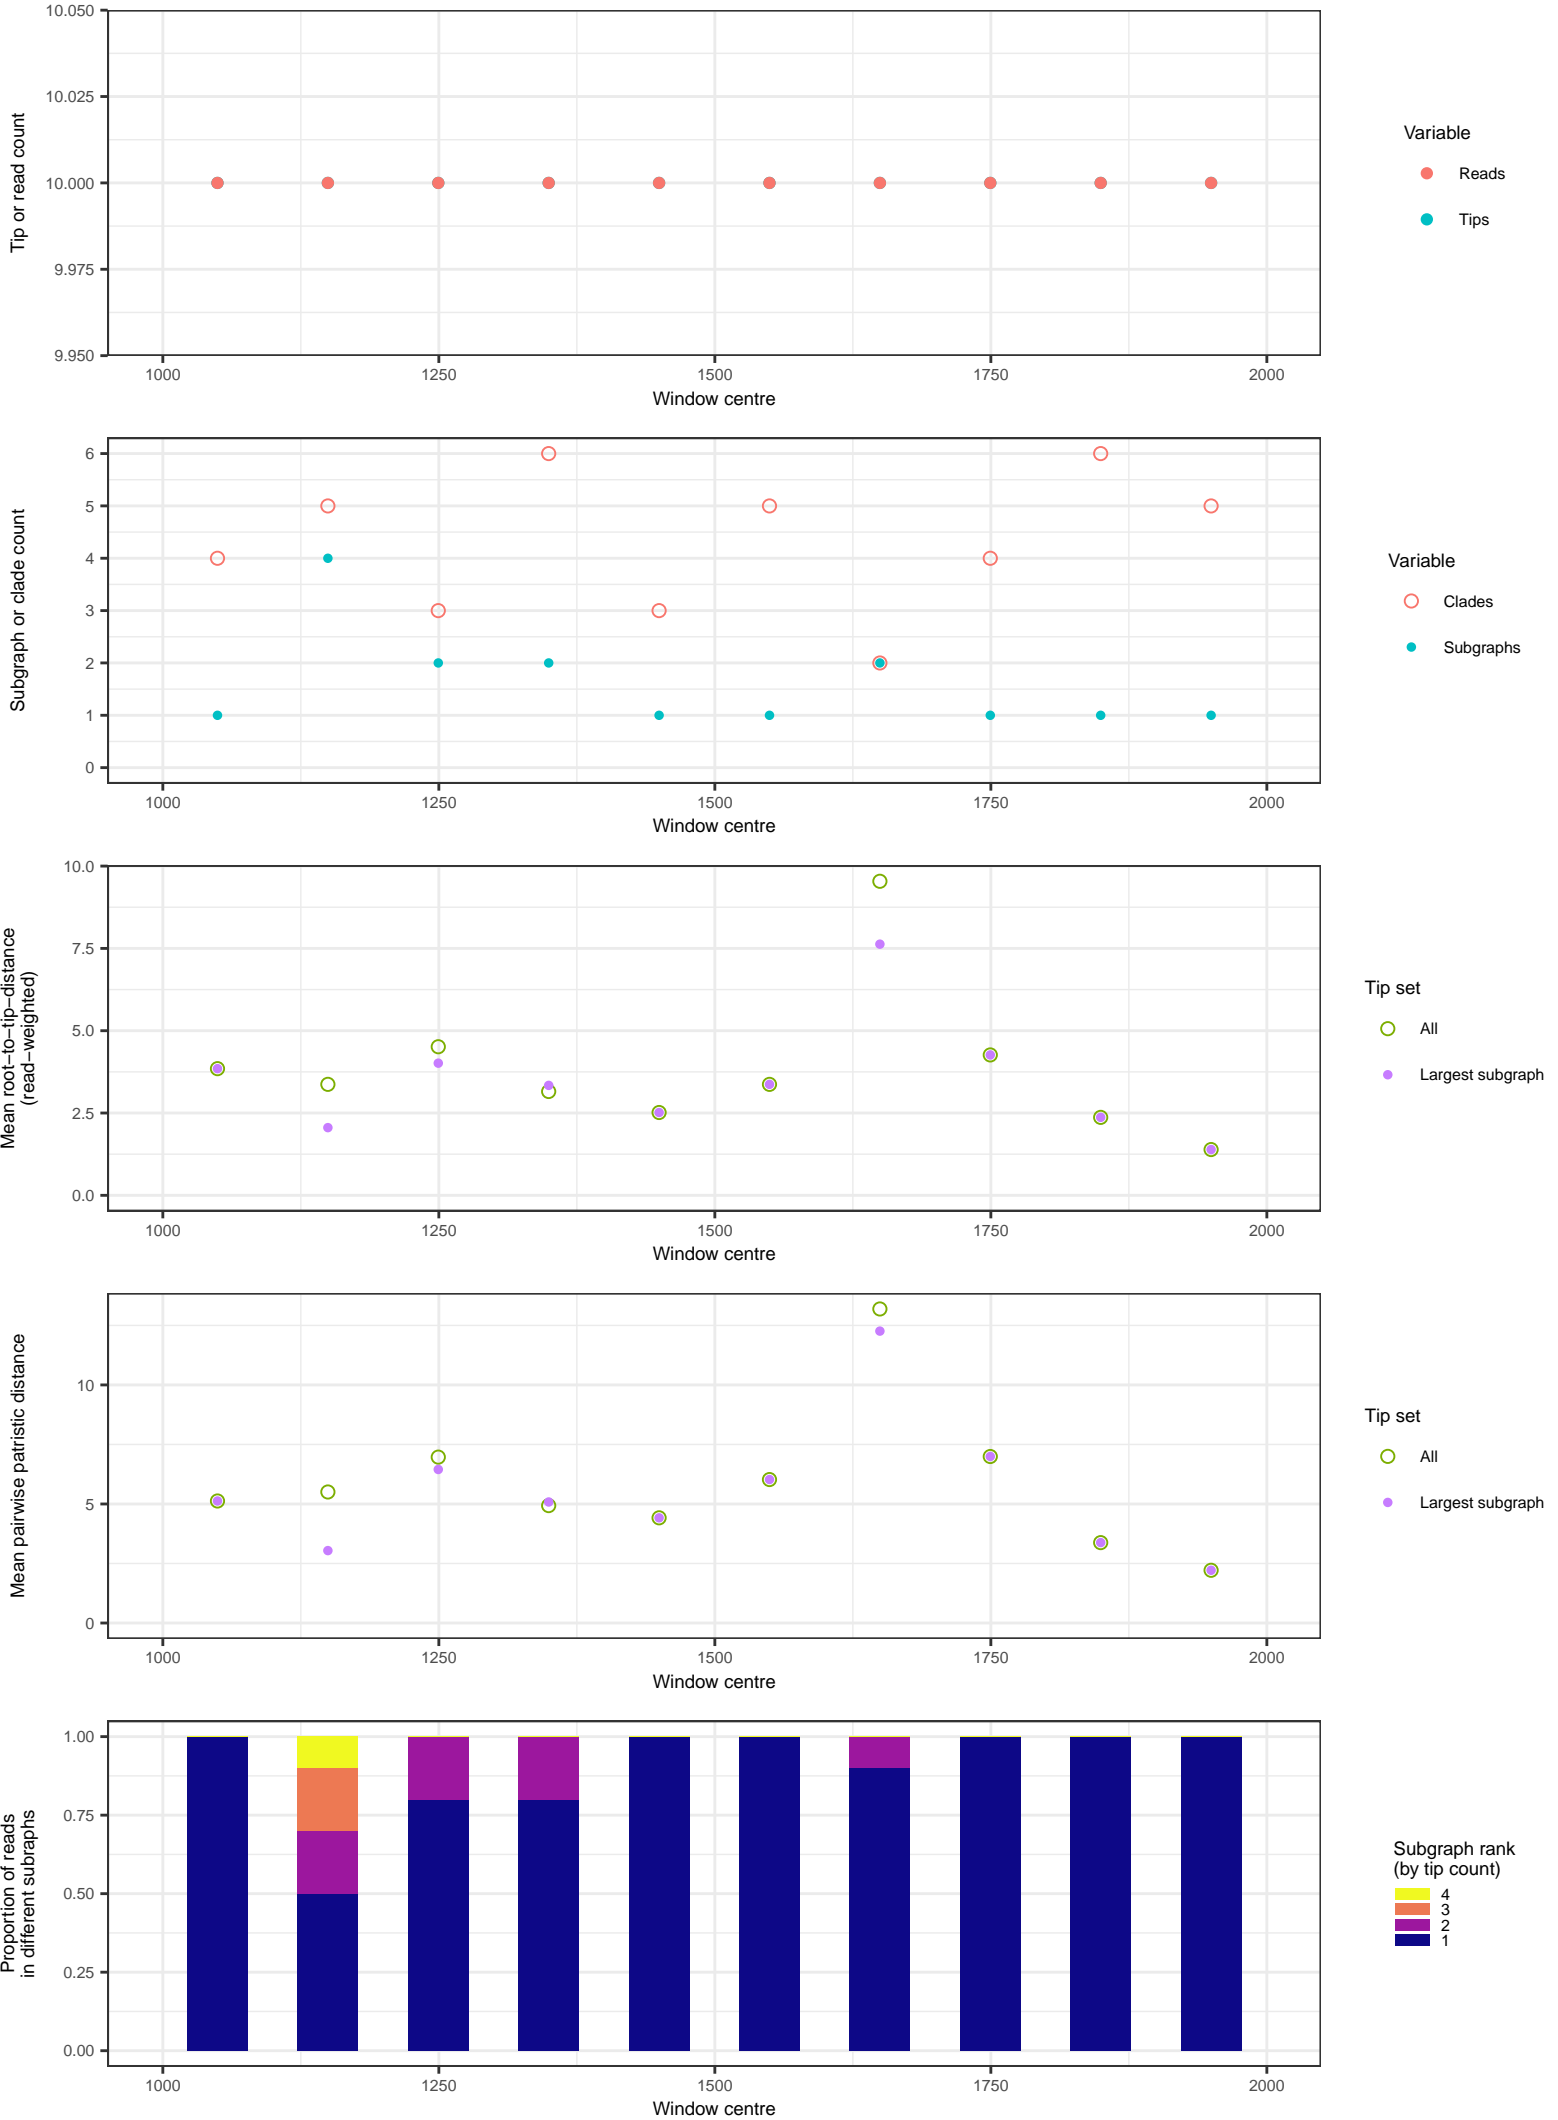 10.050
10.025
10.000
9.975
9.950
Tip or read count
1000 1250 1500 1750 2000
Window centre
Variable
Reads
Tips
6
5
4
3
2
1
0
Subgraph or clade count
1000 1250 1500 1750 2000
Window centre
Variable
Clades
Subgraphs
10.0
7.5
5.0
2.5
0.0
Mean root−to−tip−distance
(read−weighted)
1000 1250 1500 1750 2000
Window centre
Tip set
All
Largest subgraph
10
5
0
Mean pairwise patristic distance
1000 1250 1500 1750 2000
Window centre
Tip set
All
Largest subgraph
1.00
0.75
0.50
0.25
0.00
Proportion of reads
in different subraphs
1000 1250 1500 1750 2000
Window centre
Subgraph rank
(by tip count)
4
3
2
1